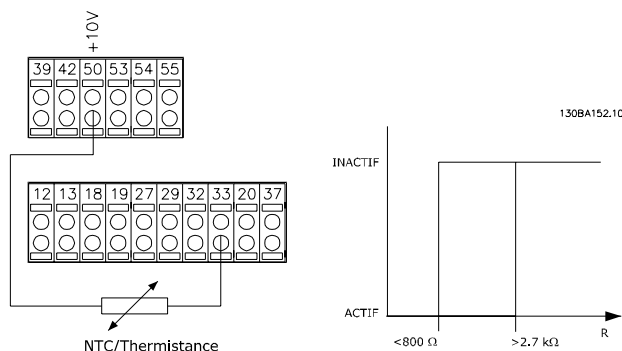 +10V
39 42 50 53 54 55
130BA152.10
INACTIF
12 13 18 19 27 29 32 33 20 37
ACTIF
<800 Ω >2.7 kΩ R
NTC/Thermistance